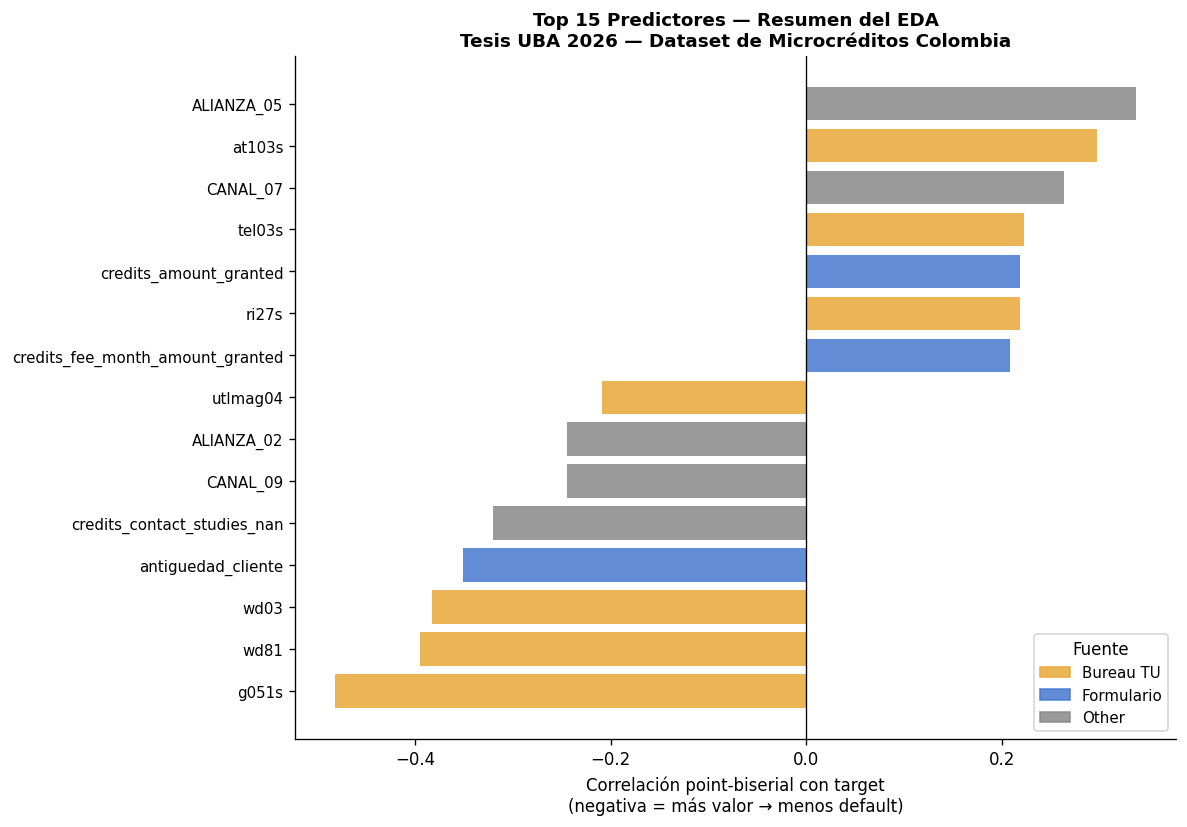 Top 15 Predictores — Resumen del EDA
Tesis UBA 2026 — Dataset de Microcréditos Colombia
ALIANZA_05
at103s
CANAL_07
tel03s
credits_amount_granted
ri27s
credits_fee_month_amount_granted
utlmag04
ALIANZA_02
CANAL_09
credits_contact_studies_nan
antiguedad_cliente
wd03
wd81
g051s
Fuente
Bureau TU
Formulario
Other
−0.4
−0.2
0.0
0.2
Correlación point-biserial con target
(negativa = más valor → menos default)